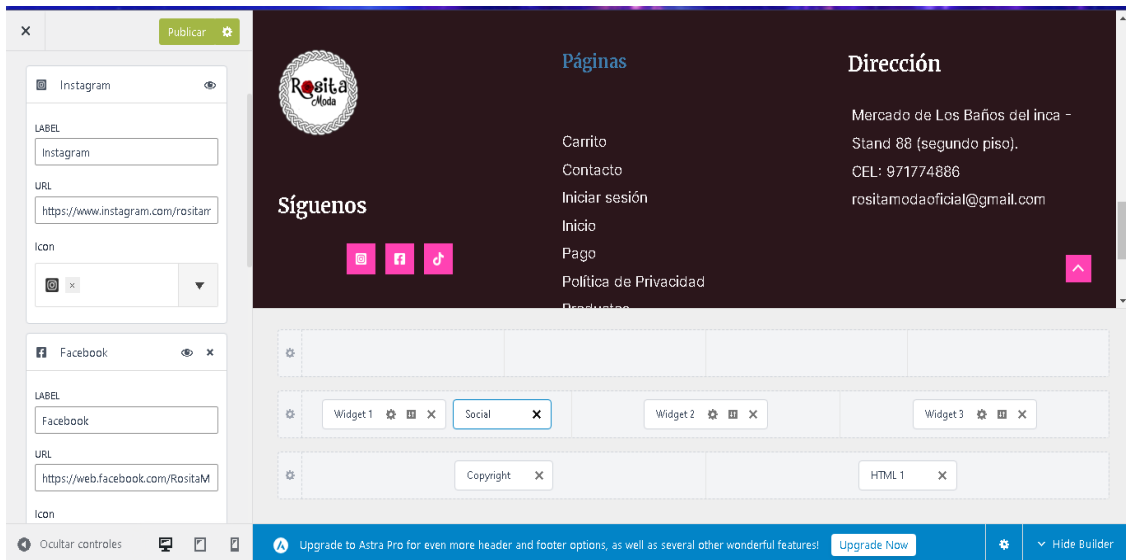 Publicar
Instagram
LABEL
Instagram
URL
https://www.instagram.com/rositam
Icon
Facebook
LABEL
Facebook
URL
https://web.facebook.com/RositaM
Icon
Ocultar controles
Rosita
Moda
Síguenos
Páginas
Carrito
Contacto
Iniciar sesión
Inicio
Pago
Política de Privacidad
Productos
Dirección
Mercado de Los Baños del inca -
Stand 88 (segundo piso).
CEL: 971774886
rositamodaoficial@gmail.com
Widget 1
Social
Widget 2
Widget 3
Copyright
HTML 1
Upgrade to Astra Pro for even more header and footer options, as well as several other wonderful features!
Upgrade Now
Hide Builder